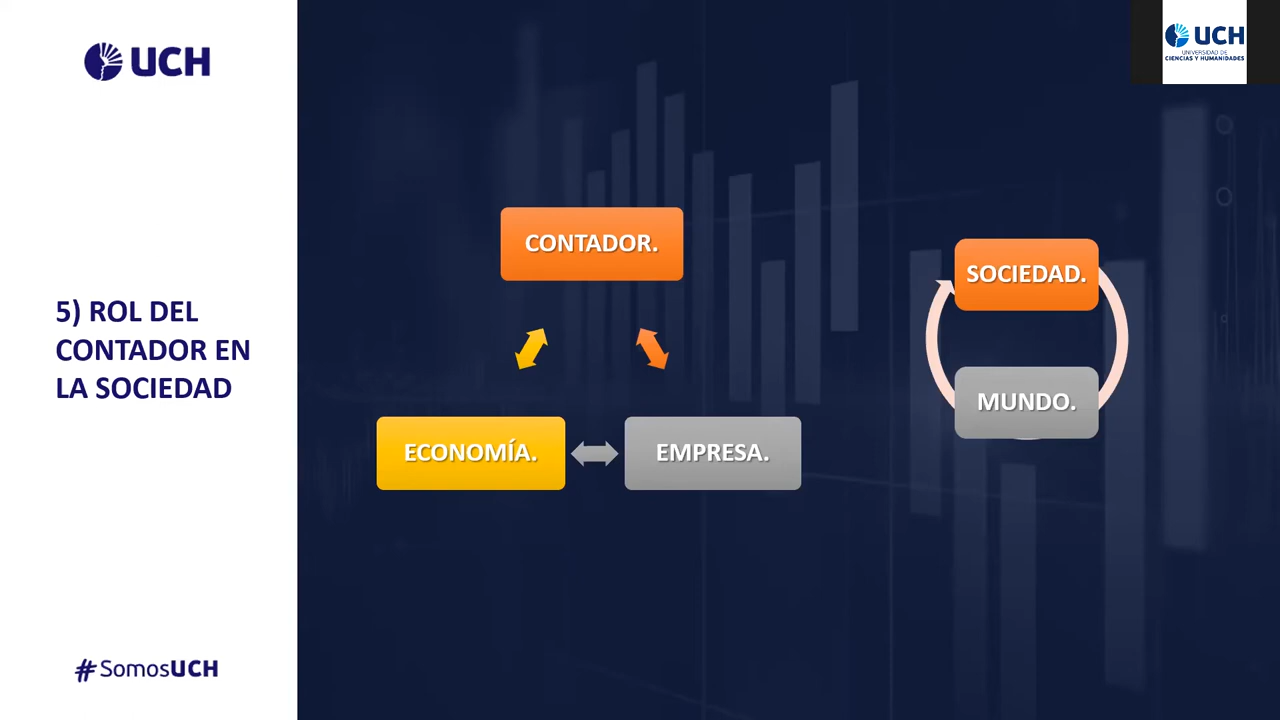 UCH
UCH
UNIVERSIDAD DE
CIENCIAS Y HUMANIDADES
5) ROL DEL
CONTADOR EN
LA SOCIEDAD
CONTADOR.
ECONOMÍA.
EMPRESA.
SOCIEDAD.
MUNDO.
#SomosUCH